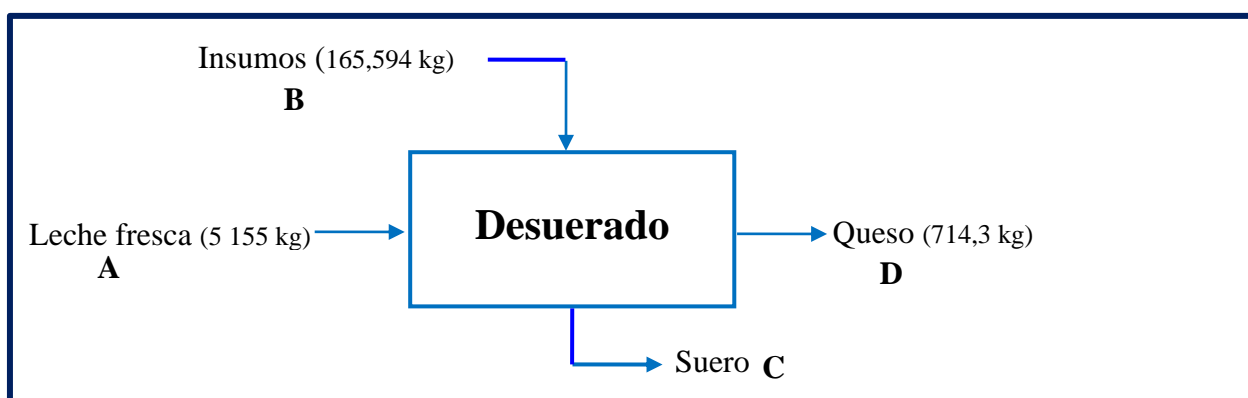 Insumos (165,594 kg)
B
Desuerado
Leche fresca (5 155 kg)
A
Queso (714,3 kg)
D
Suero C